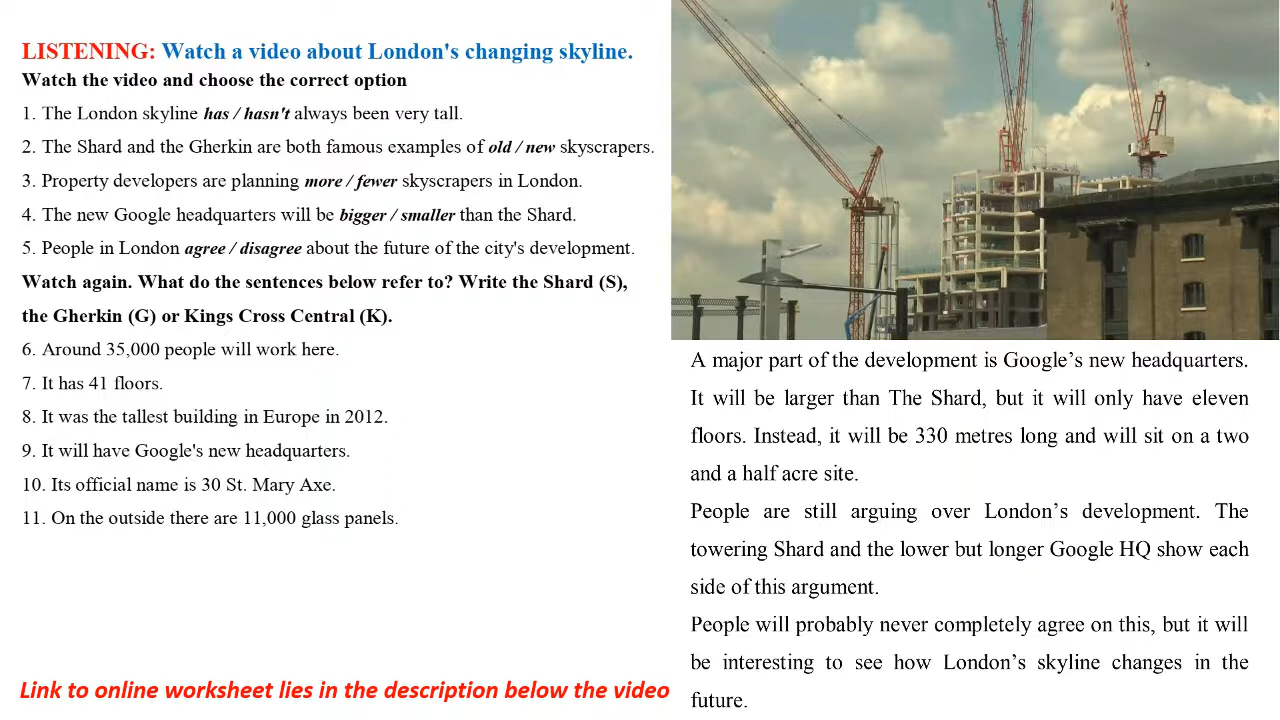 LISTENING: Watch a video about London's changing skyline.
Watch the video and choose the correct option
1. The London skyline has / hasn't always been very tall.
2. The Shard and the Gherkin are both famous examples of old / new skyscrapers.
3. Property developers are planning more / fewer skyscrapers in London.
4. The new Google headquarters will be bigger / smaller than the Shard.
5. People in London agree / disagree about the future of the city's development.
Watch again. What do the sentences below refer to? Write the Shard (S),
the Gherkin (G) or Kings Cross Central (K).
6. Around 35,000 people will work here.
7. It has 41 floors.
8. It was the tallest building in Europe in 2012.
9. It will have Google's new headquarters.
10. Its official name is 30 St. Mary Axe.
11. On the outside there are 11,000 glass panels.
Link to online worksheet lies in the description below the video
A major part of the development is Google’s new headquarters.
It will be larger than The Shard, but it will only have eleven
floors. Instead, it will be 330 metres long and will sit on a two
and a half acre site.
People are still arguing over London’s development. The
towering Shard and the lower but longer Google HQ show each
side of this argument.
People will probably never completely agree on this, but it will
be interesting to see how London’s skyline changes in the
future.